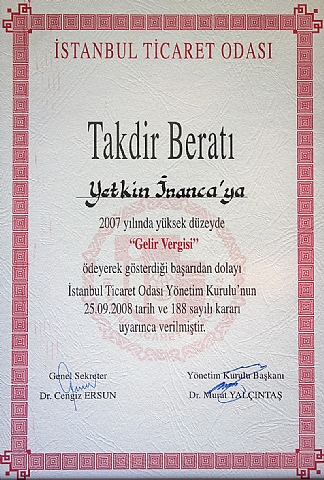 İSTANBUL TİCARET ODASI
Takdir Beratı
Yetkin İnanca'ya
2007 yılında yüksek düzeyde
“Gelir Vergisi”
ödeyerek gösterdiği başarıdan dolayı
İstanbul Ticaret Odası Yönetim Kurulu'nun
25.09.2008 tarih ve 188 sayılı kararı
uyarınca verilmiştir.
Genel Sekreter
Dr. Cengiz ERSUN
Yönetim Kurulu Başkanı
Dr. Murat YALÇINTAŞ